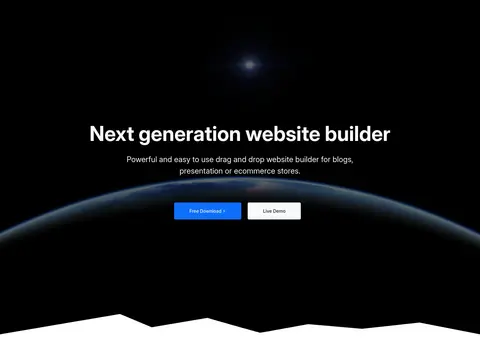 Next generation website builder
Powerful and easy to use drag and drop website builder for blogs,
presentation or ecommerce stores.
Free Download
Live Demo